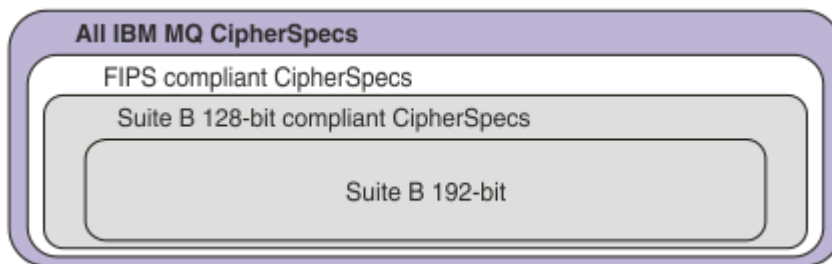 All IBM MQ CipherSpecs
FIPS compliant CipherSpecs
Suite B 128-bit compliant CipherSpecs
Suite B 192-bit